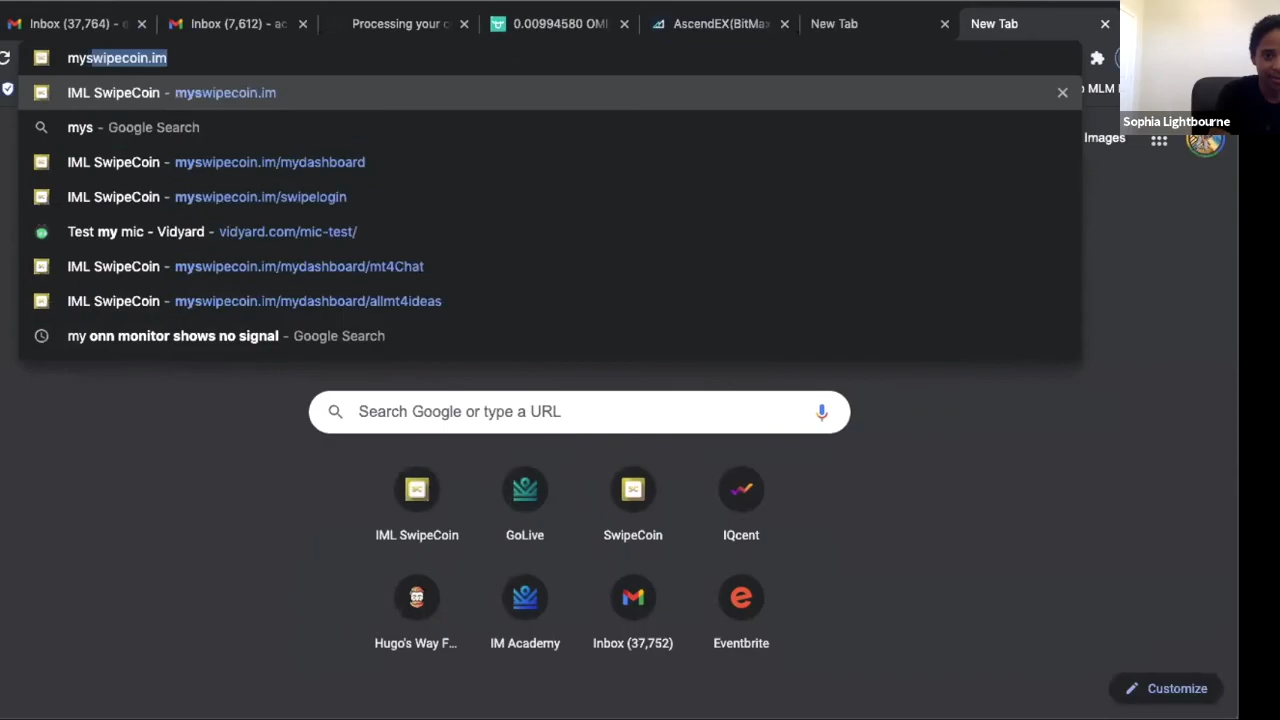 Inbox (37,764) - d
Inbox (7,612) - ac
Processing your c
0.00994580 OMI
AscendEX(BitMax
New Tab
New Tab
myswipecoin.im
IML SwipeCoin - myswipecoin.im
MLM
Sophia Lightbourne
mys - Google Search
Images
IML SwipeCoin - myswipecoin.im/mydashboard
IML SwipeCoin - myswipecoin.im/swipelogin
Test my mic - Vidyard - vidyard.com/mic-test/
IML SwipeCoin - myswipecoin.im/mydashboard/mt4Chat
IML SwipeCoin - myswipecoin.im/mydashboard/allmt4ideas
my onn monitor shows no signal - Google Search
Search Google or type a URL
IML SwipeCoin
GoLive
SwipeCoin
IQcent
Hugo's Way F...
IM Academy
Inbox (37,752)
Eventbrite
Customize